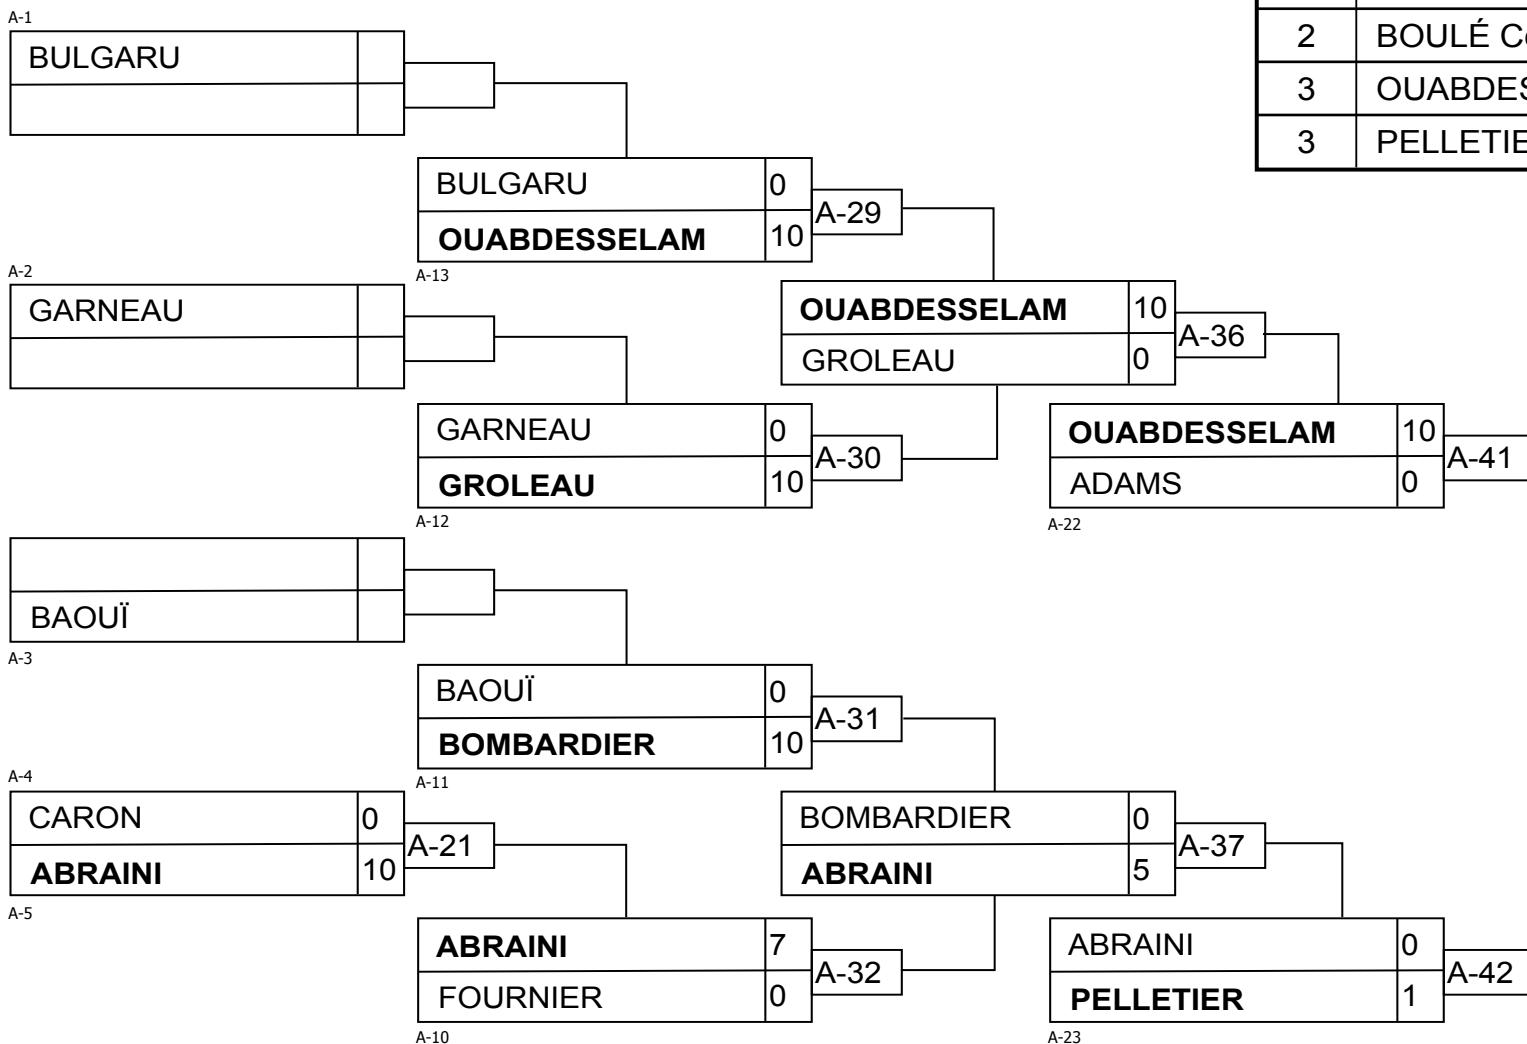 A-1
BULGARU
2 BOULÉ
3
3
BULGARU 0
A-29
OUABDESSELAM 10
A-13
A-2
GARNEAU
OUABDESSELAM 10
A-36
GROLEAU 0
GARNEAU 0
A-30
GROLEAU 10
A-12
OUABDESSELAM 10
A-41
ADAMS 0
A-22
BAOUÏ
A-3
BAOUÏ 0
A-31
BOMBARDIER 10
A-11
A-4
CARON 0
A-21
ABRAINI 10
A-5
BOMBARDIER 0
A-37
ABRAINI 5
ABRAINI 7
A-32
FOURNIER 0
A-10
ABRAINI 0
A-42
PELLETIER 1
A-23